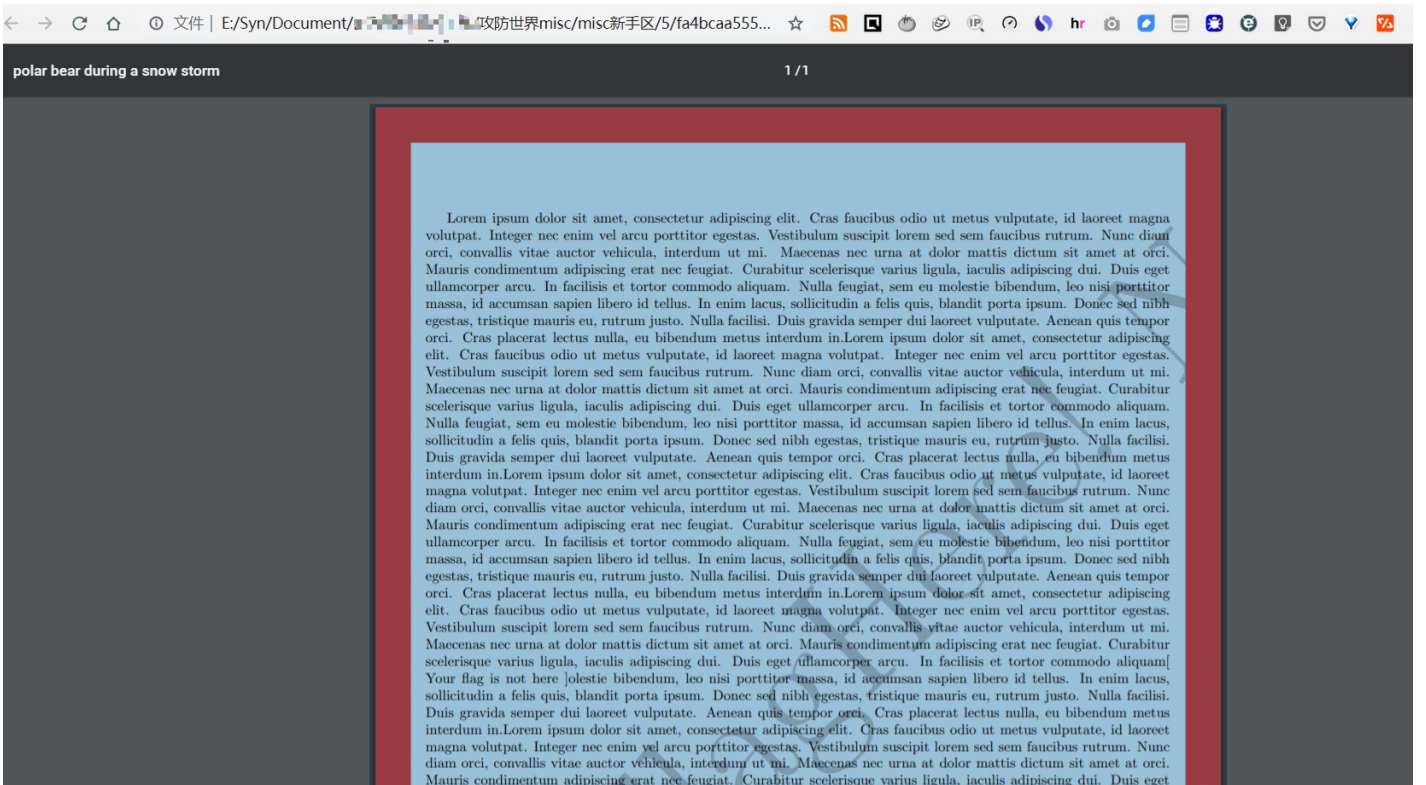 文件 | E:/Syn/Document/攻防世界misc/misc新手区/5/fa4bcaa555...
IP
hr
polar bear during a snow storm
1 / 1
Lorem ipsum dolor sit amet, consectetur adipiscing elit. Cras faucibus odio ut metus vulputate, id laoreet magna
volutpat. Integer nec enim vel arcu porttitor egestas. Vestibulum suscipit lorem sed sem faucibus rutrum. Nunc diam
orci, convallis vitae auctor vehicula, interdum ut mi. Maecenas nec urna at dolor mattis dictum sit amet at orci.
Mauris condimentum adipiscing erat nec feugiat. Curabitur scelerisque varius ligula, iaculis adipiscing dui. Duis eget
ullamcorper arcu. In facilisis et tortor commodo aliquam. Nulla feugiat, sem eu molestie bibendum, leo nisi porttitor
massa, id accumsan sapien libero id tellus. In enim lacus, sollicitudin a felis quis, blandit porta ipsum. Donec sed nibh
egestas, tristique mauris eu, rutrum justo. Nulla facilisi. Duis gravida semper dui laoreet vulputate. Aenean quis tempor
orci. Cras placerat lectus nulla, eu bibendum metus interdum in.Lorem ipsum dolor sit amet, consectetur adipiscing
elit. Cras faucibus odio ut metus vulputate, id laoreet magna volutpat. Integer nec enim vel arcu porttitor egestas.
Vestibulum suscipit lorem sed sem faucibus rutrum. Nunc diam orci, convallis vitae auctor vehicula, interdum ut mi.
Maecenas nec urna at dolor mattis dictum sit amet at orci. Mauris condimentum adipiscing erat nec feugiat. Curabitur
scelerisque varius ligula, iaculis adipiscing dui. Duis eget ullamcorper arcu. In facilisis et tortor commodo aliquam.
Nulla feugiat, sem eu molestie bibendum, leo nisi porttitor massa, id accumsan sapien libero id tellus. In enim lacus,
sollicitudin a felis quis, blandit porta ipsum. Donec sed nibh egestas, tristique mauris eu, rutrum justo. Nulla facilisi.
Duis gravida semper dui laoreet vulputate. Aenean quis tempor orci. Cras placerat lectus nulla, eu bibendum metus
interdum in.Lorem ipsum dolor sit amet, consectetur adipiscing elit. Cras faucibus odio ut metus vulputate, id laoreet
magna volutpat. Integer nec enim vel arcu porttitor egestas. Vestibulum suscipit lorem sed sem faucibus rutrum. Nunc
diam orci, convallis vitae auctor vehicula, interdum ut mi. Maecenas nec urna at dolor mattis dictum sit amet at orci.
Mauris condimentum adipiscing erat nec feugiat. Curabitur scelerisque varius ligula, iaculis adipiscing dui. Duis eget
ullamcorper arcu. In facilisis et tortor commodo aliquam. Nulla feugiat, sem eu molestie bibendum, leo nisi porttitor
massa, id accumsan sapien libero id tellus. In enim lacus, sollicitudin a felis quis, blandit porta ipsum. Donec sed nibh
egestas, tristique mauris eu, rutrum justo. Nulla facilisi. Duis gravida semper dui laoreet vulputate. Aenean quis tempor
orci. Cras placerat lectus nulla, eu bibendum metus interdum in.Lorem ipsum dolor sit amet, consectetur adipiscing
elit. Cras faucibus odio ut metus vulputate, id laoreet magna volutpat. Integer nec enim vel arcu porttitor egestas.
Vestibulum suscipit lorem sed sem faucibus rutrum. Nunc diam orci, convallis vitae auctor vehicula, interdum ut mi.
Maecenas nec urna at dolor mattis dictum sit amet at orci. Mauris condimentum adipiscing erat nec feugiat. Curabitur
scelerisque varius ligula, iaculis adipiscing dui. Duis eget ullamcorper arcu. In facilisis et tortor commodo aliquam[
Your flag is not here ]olestie bibendum, leo nisi porttitor massa, id accumsan sapien libero id tellus. In enim lacus,
sollicitudin a felis quis, blandit porta ipsum. Donec sed nibh egestas, tristique mauris eu, rutrum justo. Nulla facilisi.
Duis gravida semper dui laoreet vulputate. Aenean quis tempor orci. Cras placerat lectus nulla, eu bibendum metus
interdum in.Lorem ipsum dolor sit amet, consectetur adipiscing elit. Cras faucibus odio ut metus vulputate, id laoreet
magna volutpat. Integer nec enim vel arcu porttitor egestas. Vestibulum suscipit lorem sed sem faucibus rutrum. Nunc
diam orci, convallis vitae auctor vehicula, interdum ut mi. Maecenas nec urna at dolor mattis dictum sit amet at orci.
Mauris condimentum adipiscing erat nec feugiat. Curabitur scelerisque varius ligula, iaculis adipiscing dui. Duis eget
lagHere! N